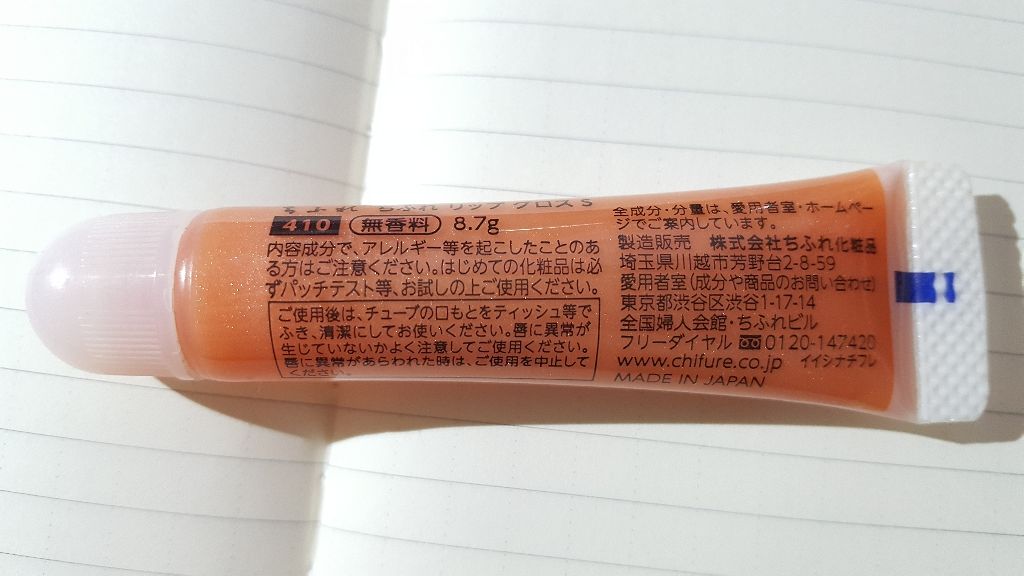 ちふれ ちふれ リップ グロス S
410 無香料 8.7g
内容成分で、アレルギー等を起こしたことのあ
る方はご注意ください。はじめての化粧品は必
ずパッチテスト等、お試しの上ご使用ください。
ご使用後は、チューブの口もとをティッシュ等で
ふき、清潔にしてお使いください。唇に異常が
生じていないかよく注意してご使用ください。
唇に異常があらわれた時は、ご使用を中止して
ください。
全成分・分量は、愛用者室・ホームペー
ジでご案内しています。
製造販売 株式会社ちふれ化粧品
埼玉県川越市芳野台2-8-59
愛用者室(成分や商品のお問い合わせ)
東京都渋谷区渋谷1-17-14
全国婦人会館・ちふれビル
フリーダイヤル 0120-147420
www.chifure.co.jp イイシナチフレ
MADE IN JAPAN